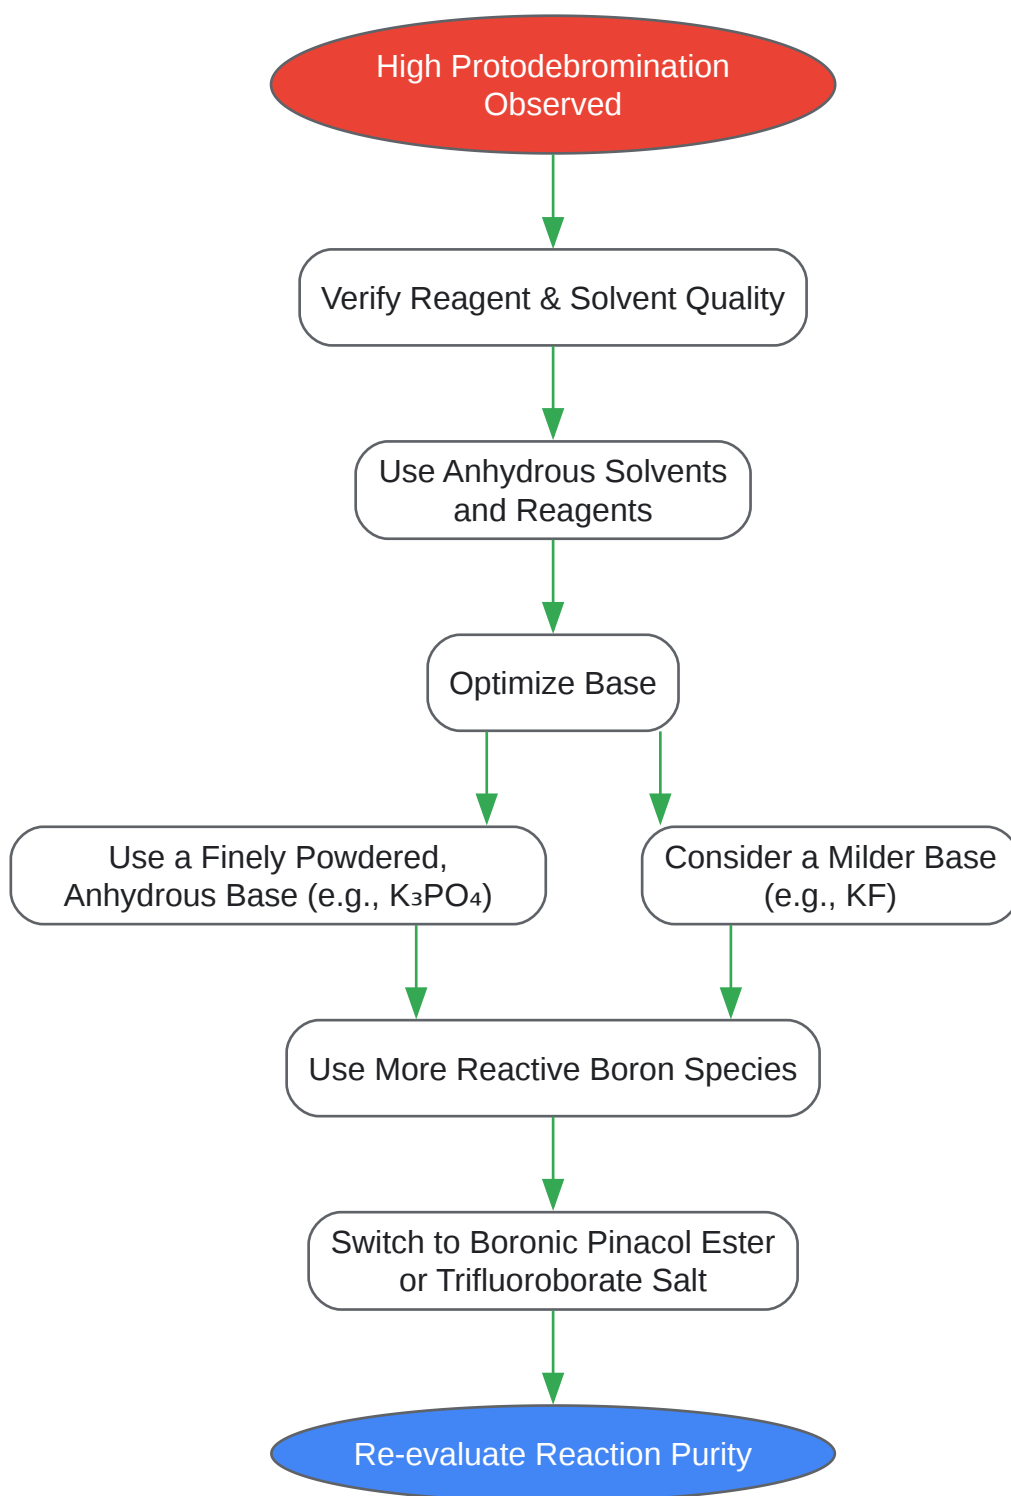 High Protodebromination
Observed
Verify Reagent & Solvent Quality
Use Anhydrous Solvents
and Reagents
Optimize Base
Use a Finely Powdered,
Anhydrous Base (e.g., K₃PO₄)
Consider a Milder Base
(e.g., KF)
Use More Reactive Boron Species
Switch to Boronic Pinacol Ester
or Trifluoroborate Salt
Re-evaluate Reaction Purity